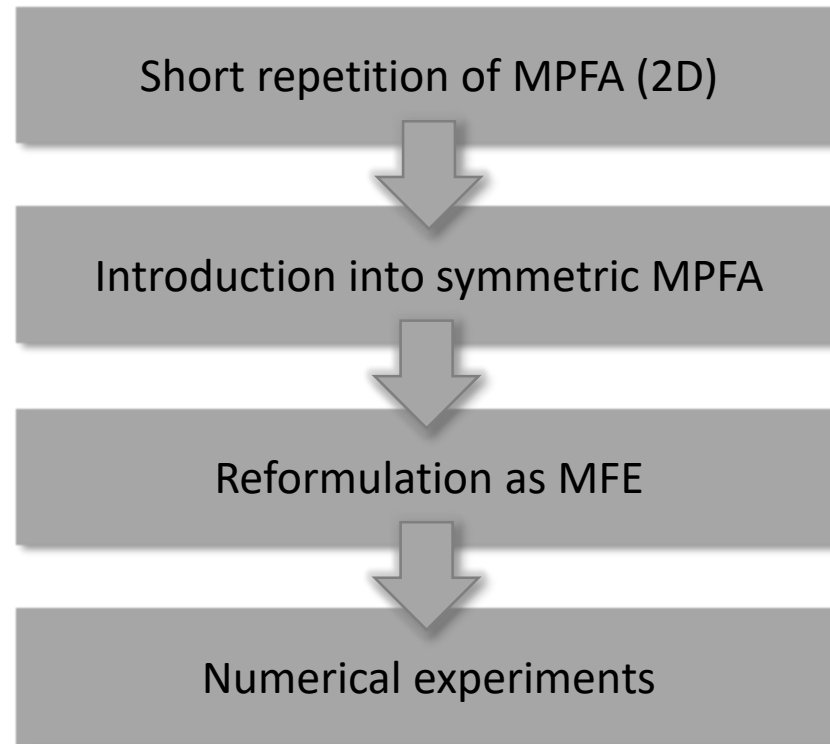 Short repetition of MPFA (2D)
Introduction into symmetric MPFA
Reformulation as MFE
Numerical experiments